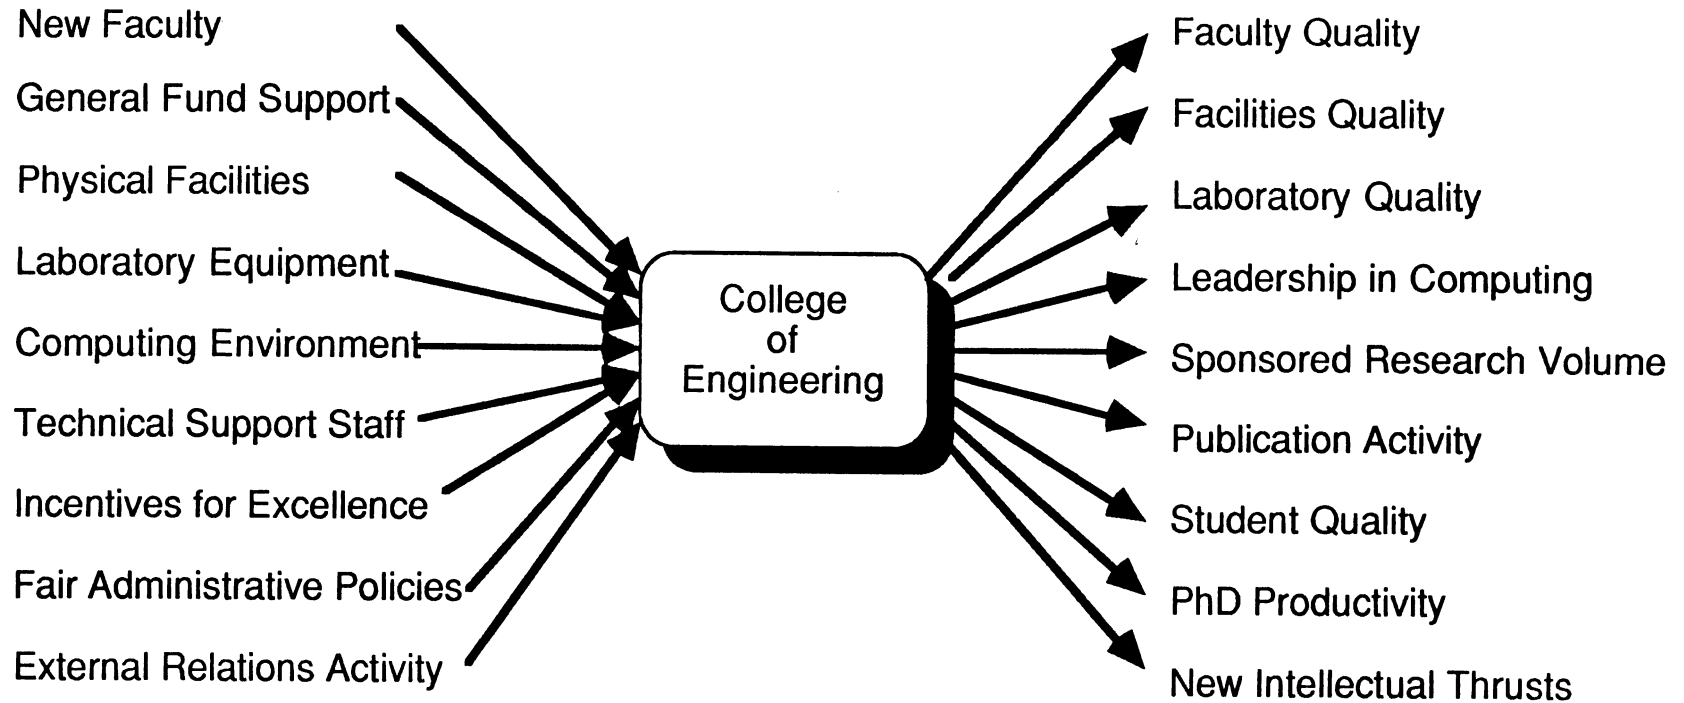 New Faculty
General Fund Support
Physical Facilities
Laboratory Equipment
Computing Environment
Technical Support Staff
Incentives for Excellence
Fair Administrative Policies
External Relations Activity
College
of
Engineering
Faculty Quality
Facilities Quality
Laboratory Quality
Leadership in Computing
Sponsored Research Volume
Publication Activity
Student Quality
PhD Productivity
New Intellectual Thrusts